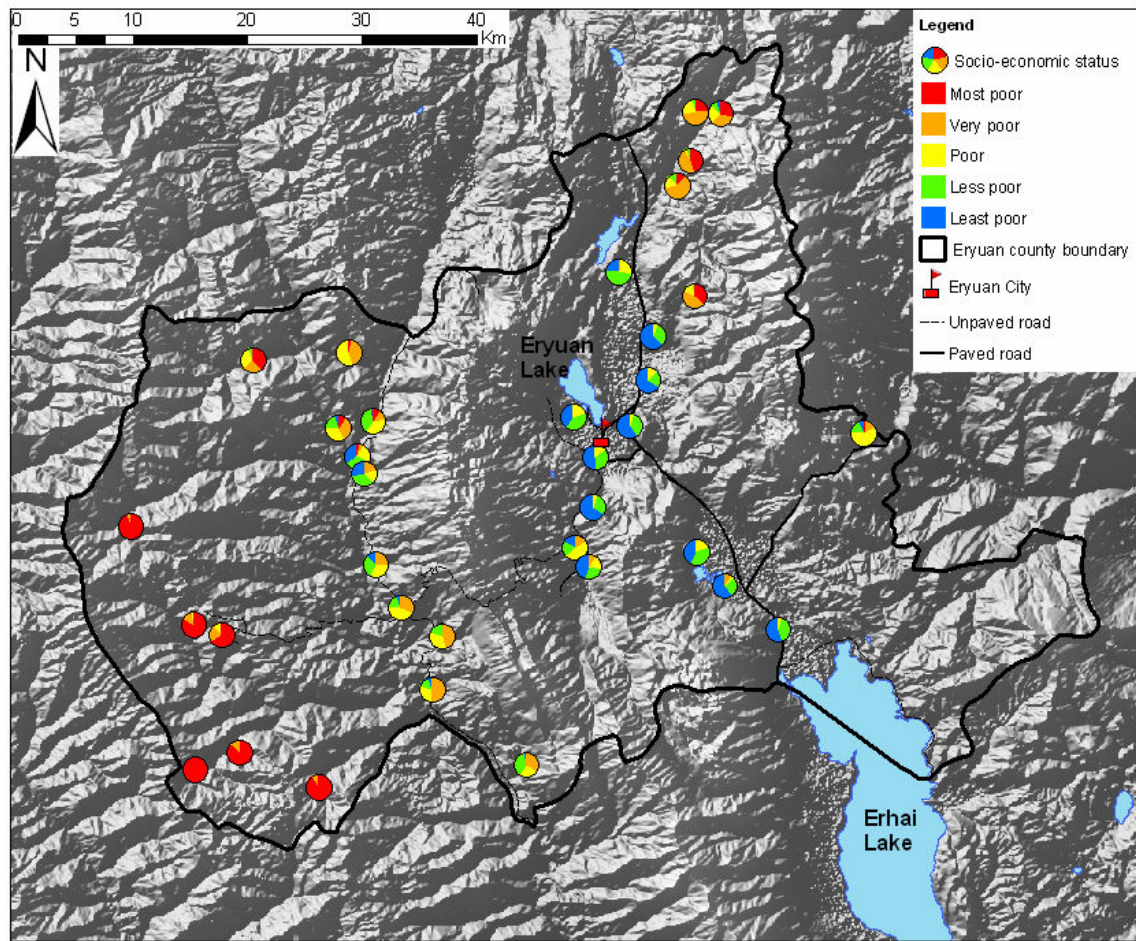 0 5 10 20 30 40
Km
N
Legend
Socio-economic status
Most poor
Very poor
Poor
Less poor
Least poor
Eryuan county boundary
Eryuan City
Unpaved road
Paved road
Eryuan
Lake
Erhai
Lake